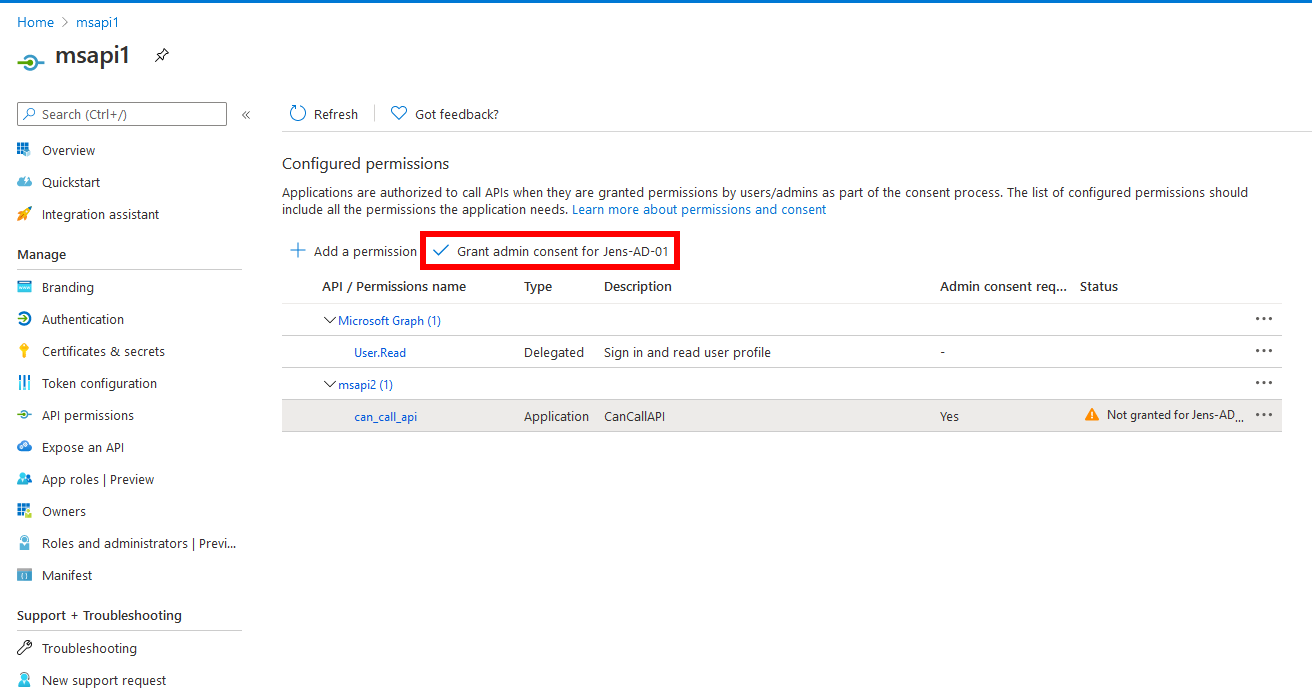 Home > msapi1
msapi1
Search (Ctrl+/)
«
Refresh
Got feedback?
Overview
Quickstart
Integration assistant
Manage
Branding
Authentication
Certificates & secrets
Token configuration
API permissions
Expose an API
App roles | Preview
Owners
Roles and administrators | Previ...
Manifest
Support + Troubleshooting
Troubleshooting
New support request
Configured permissions
Applications are authorized to call APIs when they are granted permissions by users/admins as part of the consent process. The list of configured permissions should
include all the permissions the application needs. Learn more about permissions and consent
Add a permission Grant admin consent for Jens-AD-01
API / Permissions name Type Description Admin consent req... Status
Microsoft Graph (1)
User.Read Delegated Sign in and read user profile -
msapi2 (1)
can_call_api Application CanCallAPI Yes Not granted for Jens-AD...